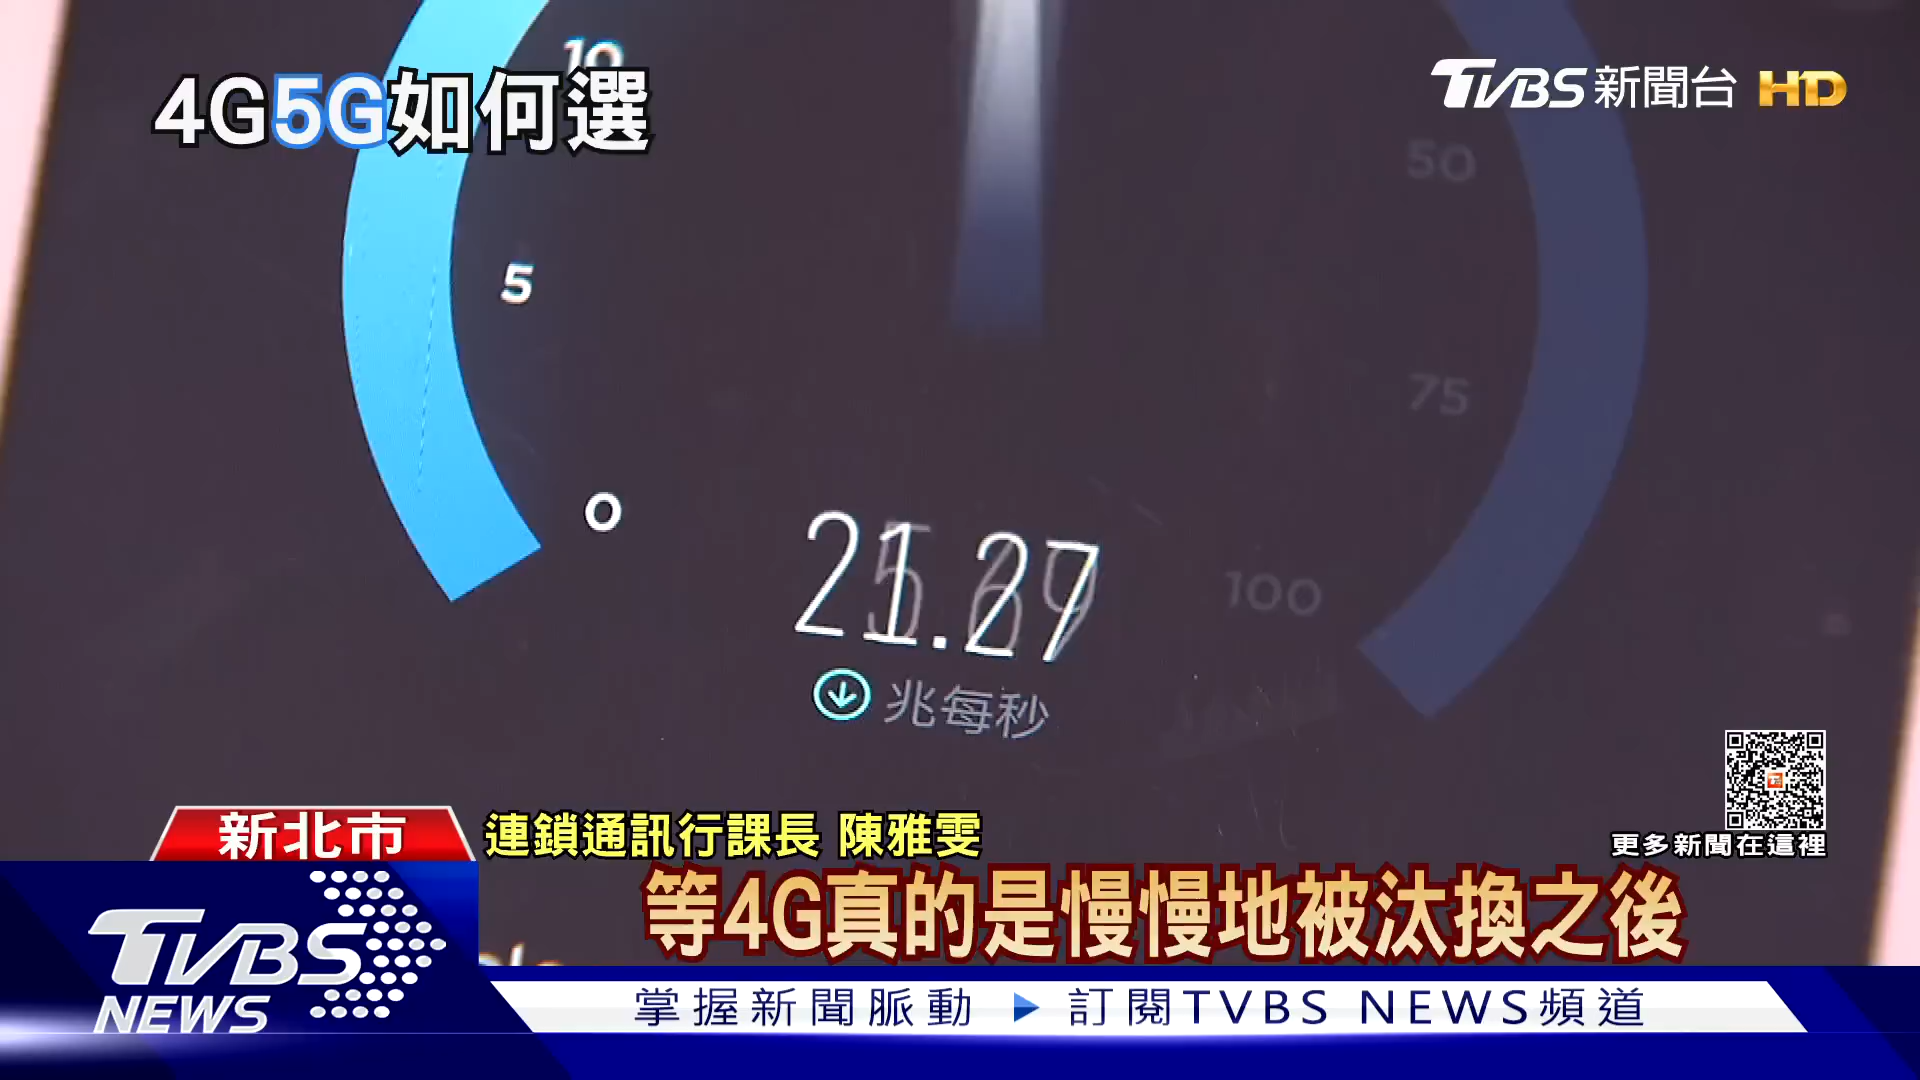 4G5G如何選
TVBS新聞台 HD
10
5
0
50
75
100
21.27
兆每秒
更多新聞在這裡
新北市
連鎖通訊行課長 陳雅雯
等4G真的是慢慢地被汰換之後
TVBS
NEWS
掌握新聞脈動 ▶ 訂閱TVBS NEWS頻道